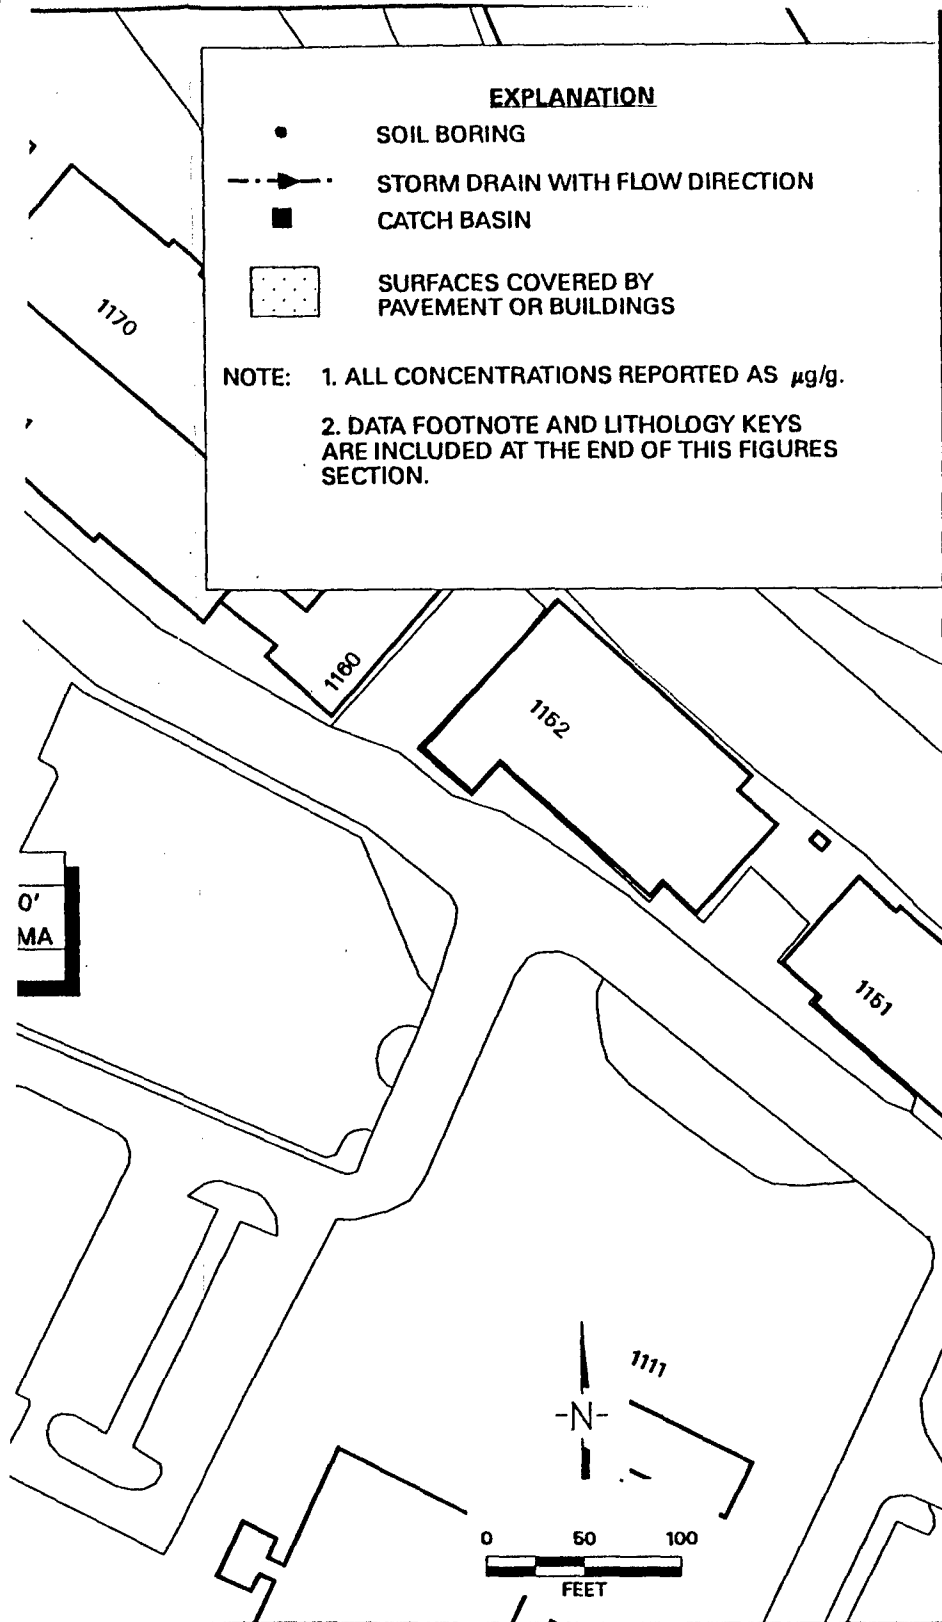 EXPLANATION
SOIL BORING
STORM DRAIN WITH FLOW DIRECTION
CATCH BASIN
SURFACES COVERED BY
PAVEMENT OR BUILDINGS
NOTE: 1. ALL CONCENTRATIONS REPORTED AS μg/g.
2. DATA FOOTNOTE AND LITHOLOGY KEYS
ARE INCLUDED AT THE END OF THIS FIGURES
SECTION.
1170
1160
1152
0'
MA
1151
1111
-N-
0 50 100
FEET